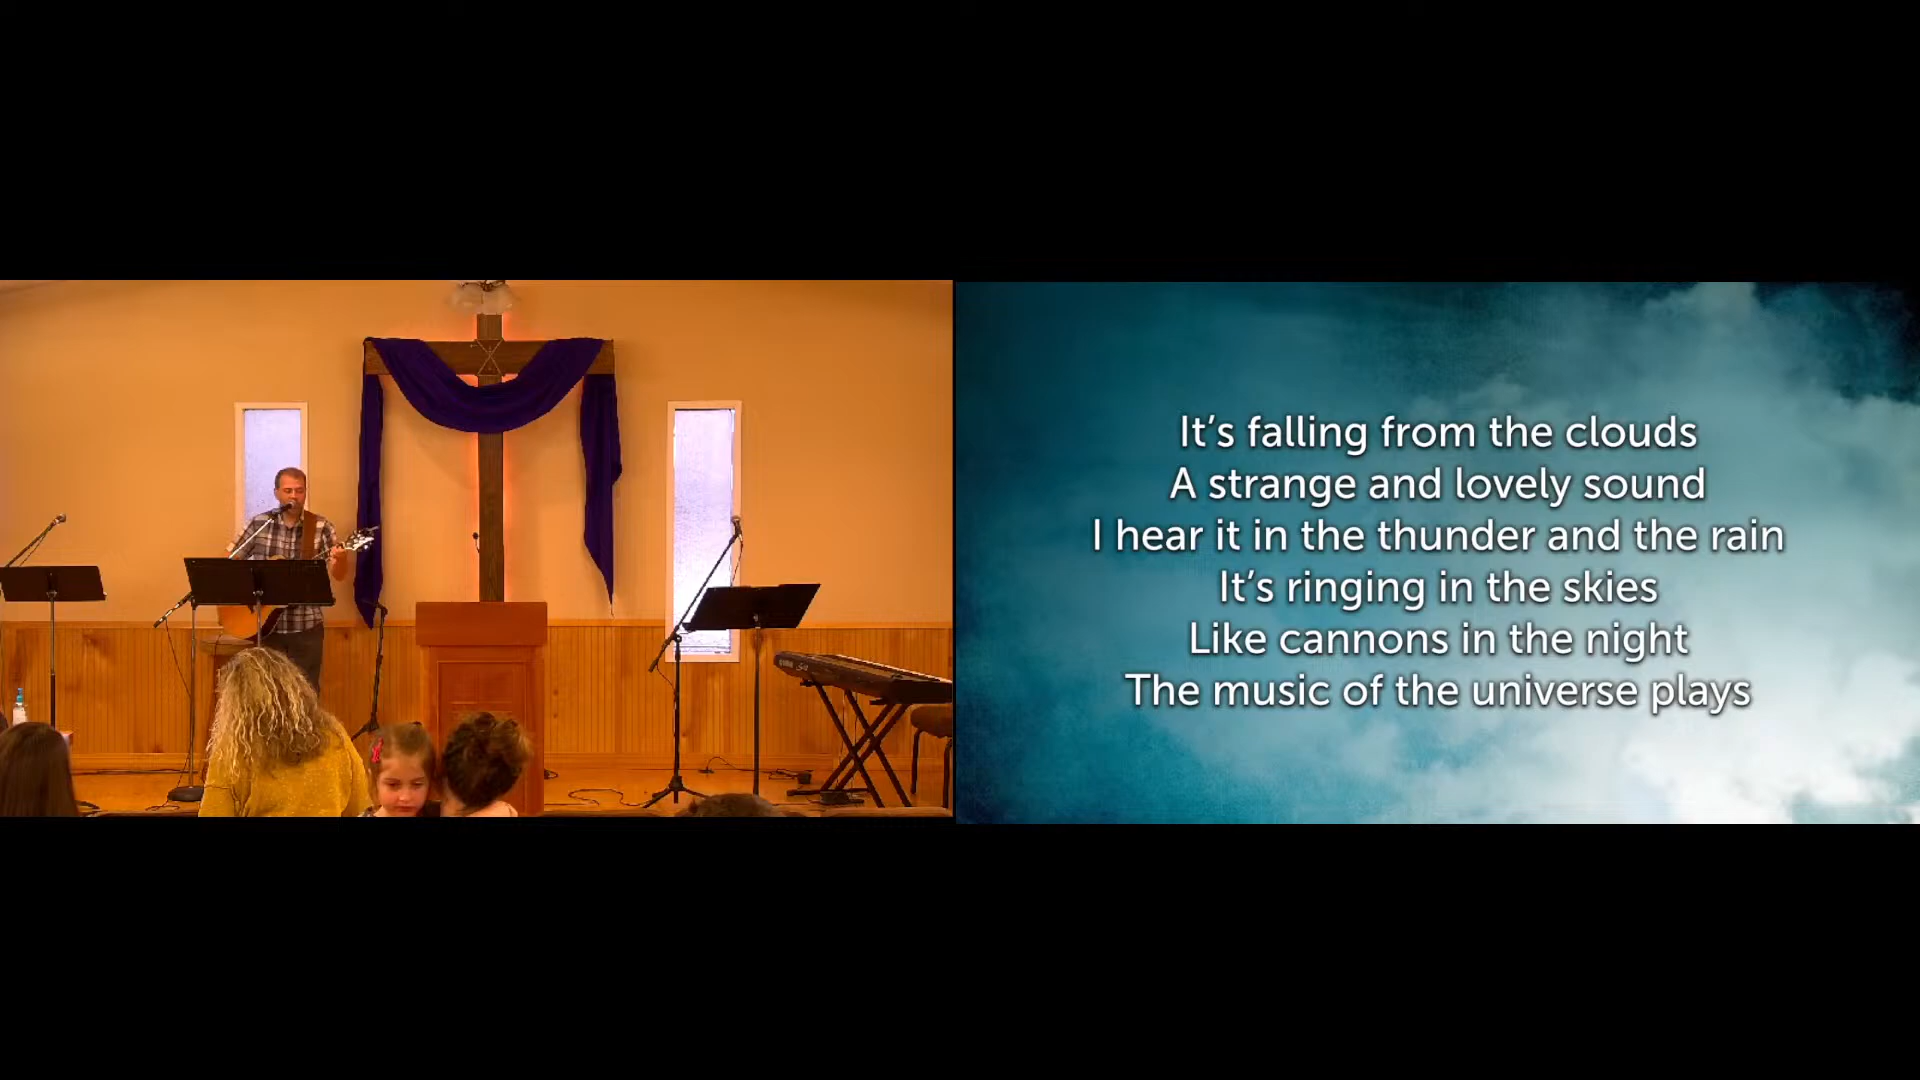 It’s falling from the clouds
A strange and lovely sound
I hear it in the thunder and the rain
It’s ringing in the skies
Like cannons in the night
The music of the universe plays